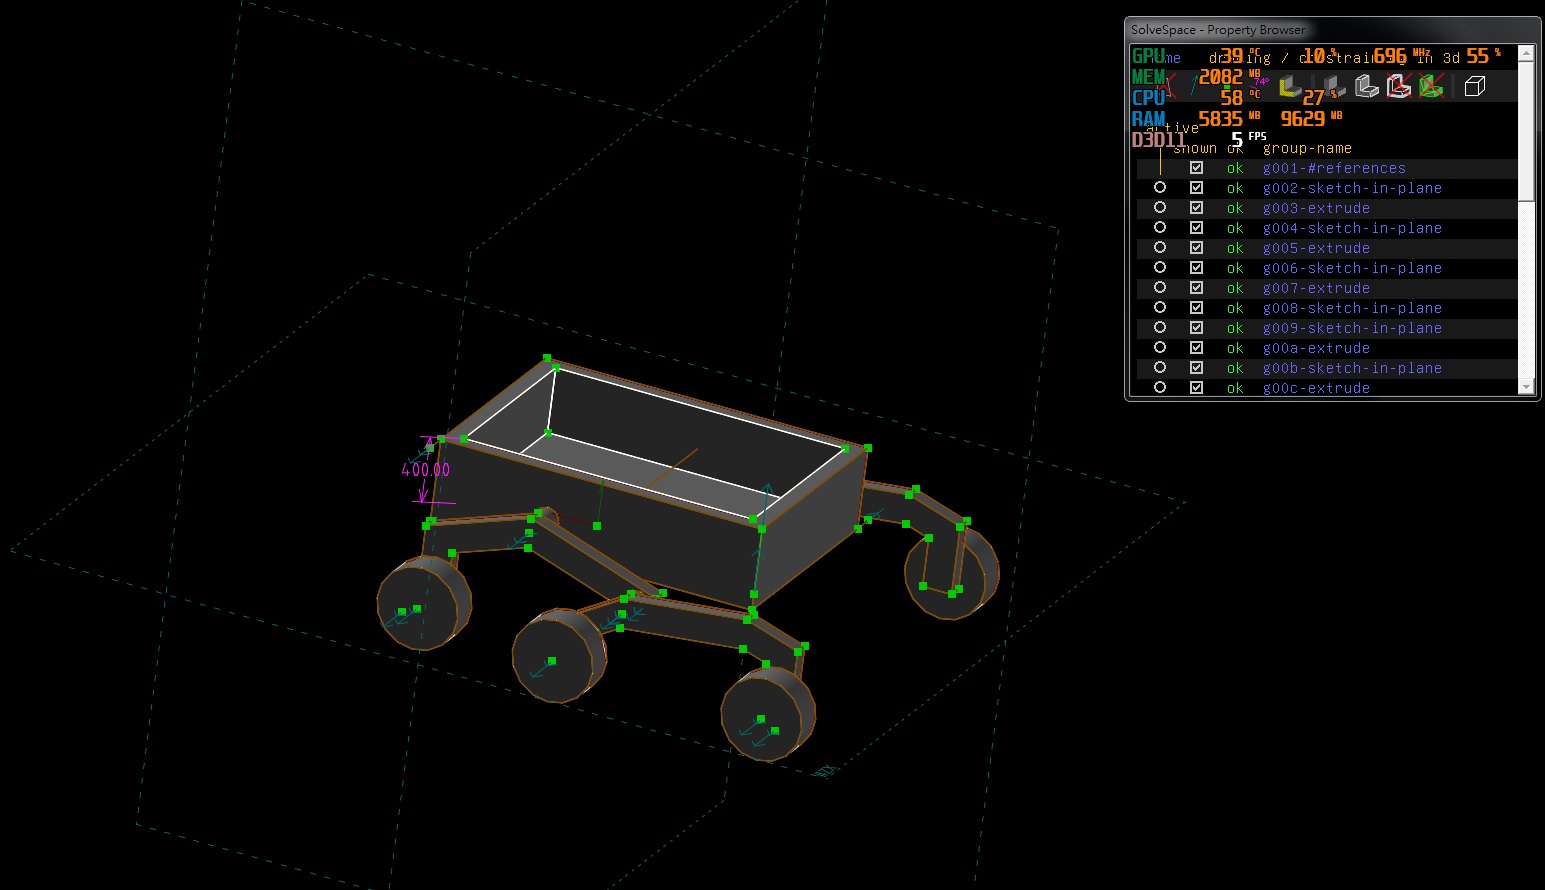 SolveSpace - Property Browser
GPU 39 °C 10 % 696 MHz 55 %
in 3d
MEM 2082 MB
74°
CPU 58 °C 27 %
RAM 5835 MB 9629 MB
active
D3D11 5 FPS
shown ok group-name
ok g001-#references
ok g002-sketch-in-plane
ok g003-extrude
ok g004-sketch-in-plane
ok g005-extrude
ok g006-sketch-in-plane
ok g007-extrude
ok g008-sketch-in-plane
ok g009-sketch-in-plane
ok g00a-extrude
ok g00b-sketch-in-plane
ok g00c-extrude
400.00